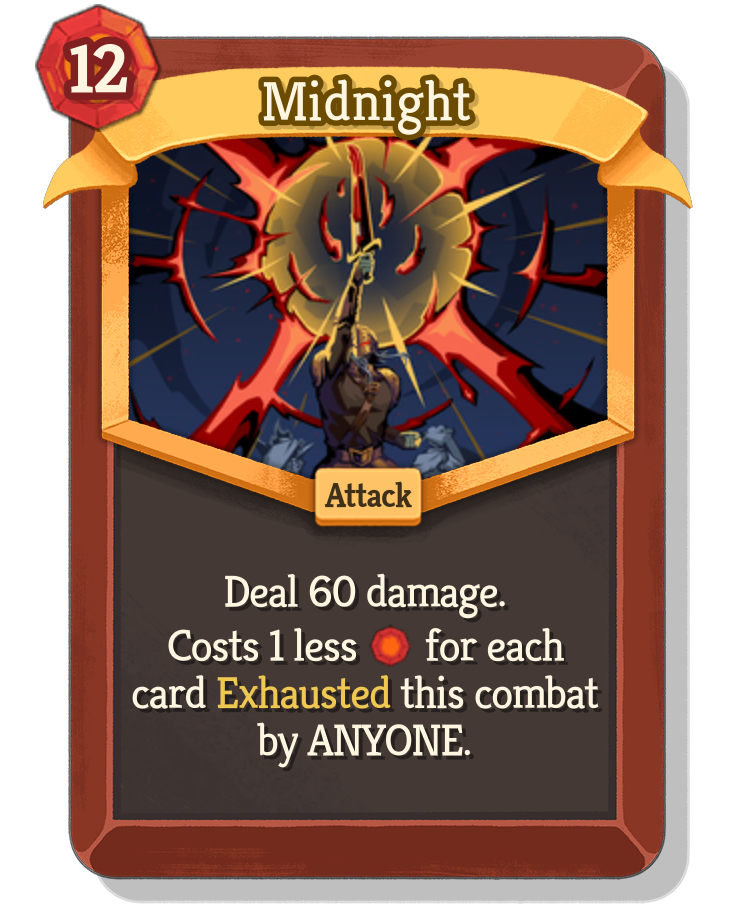 12
Midnight
Attack
Deal 60 damage.
Costs 1 less for each
card Exhausted this combat
by ANYONE.